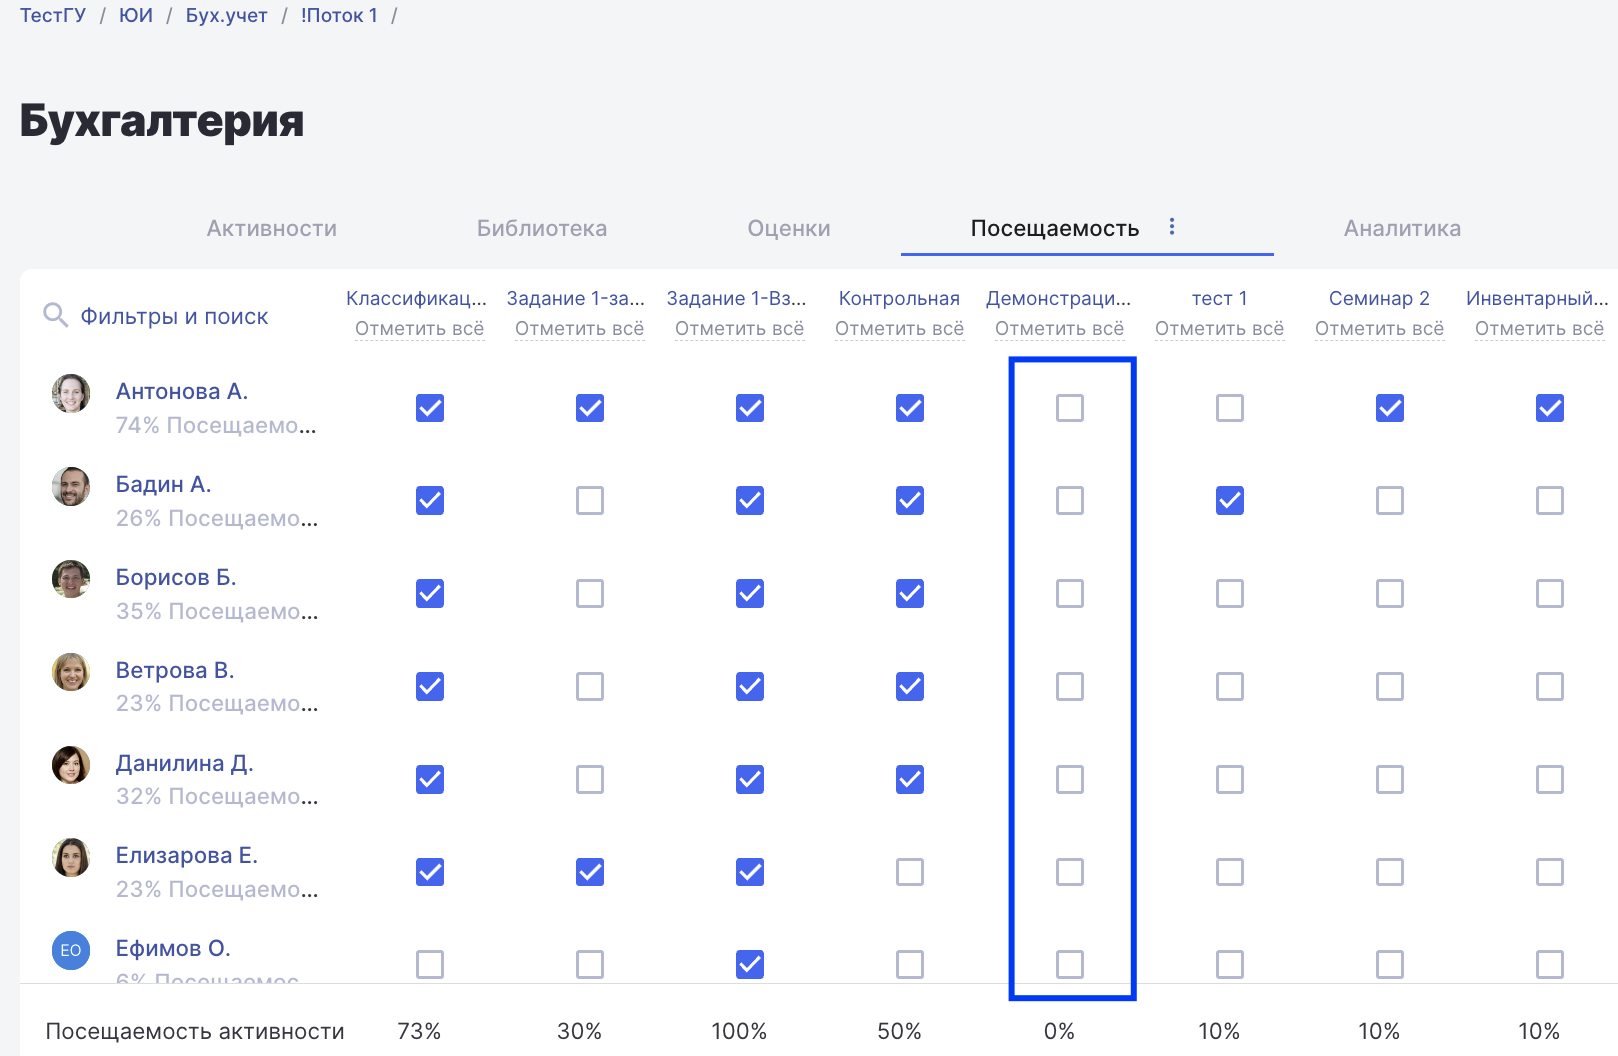 ТестГУ / ЮИ / Бух.учет / !Поток 1 /
Бухгалтерия
Активности Библиотека Оценки Посещаемость Аналитика
Фильтры и поиск
Классификац... Задание 1-за... Задание 1-Вз... Контрольная Демонстраци... тест 1 Семинар 2 Инвентарный...
Отметить всё Отметить всё Отметить всё Отметить всё Отметить всё Отметить всё Отметить всё Отметить всё
Антонова А.
74% Посещаемо...
Бадин А.
26% Посещаемо...
Борисов Б.
35% Посещаемо...
Ветрова В.
23% Посещаемо...
Данилина Д.
32% Посещаемо...
Елизарова Е.
23% Посещаемо...
ЕО Ефимов О.
6% Посещаемос
Посещаемость активности 73% 30% 100% 50% 0% 10% 10% 10%